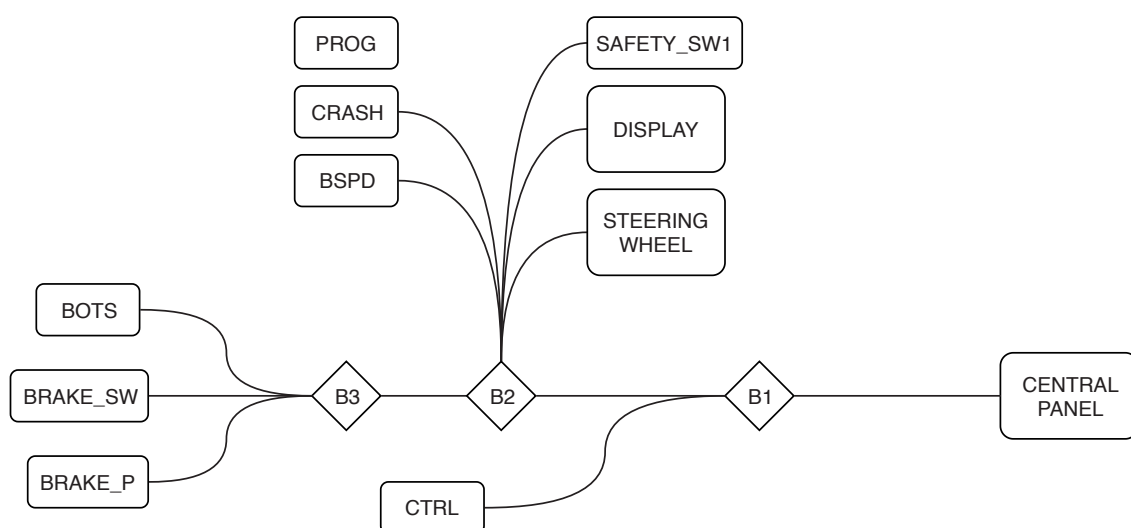 PROG
SAFETY_SW1
CRASH
DISPLAY
BSPD
STEERING
WHEEL
BOTS
BRAKE_SW
B3
B2
B1
CENTRAL
PANEL
BRAKE_P
CTRL